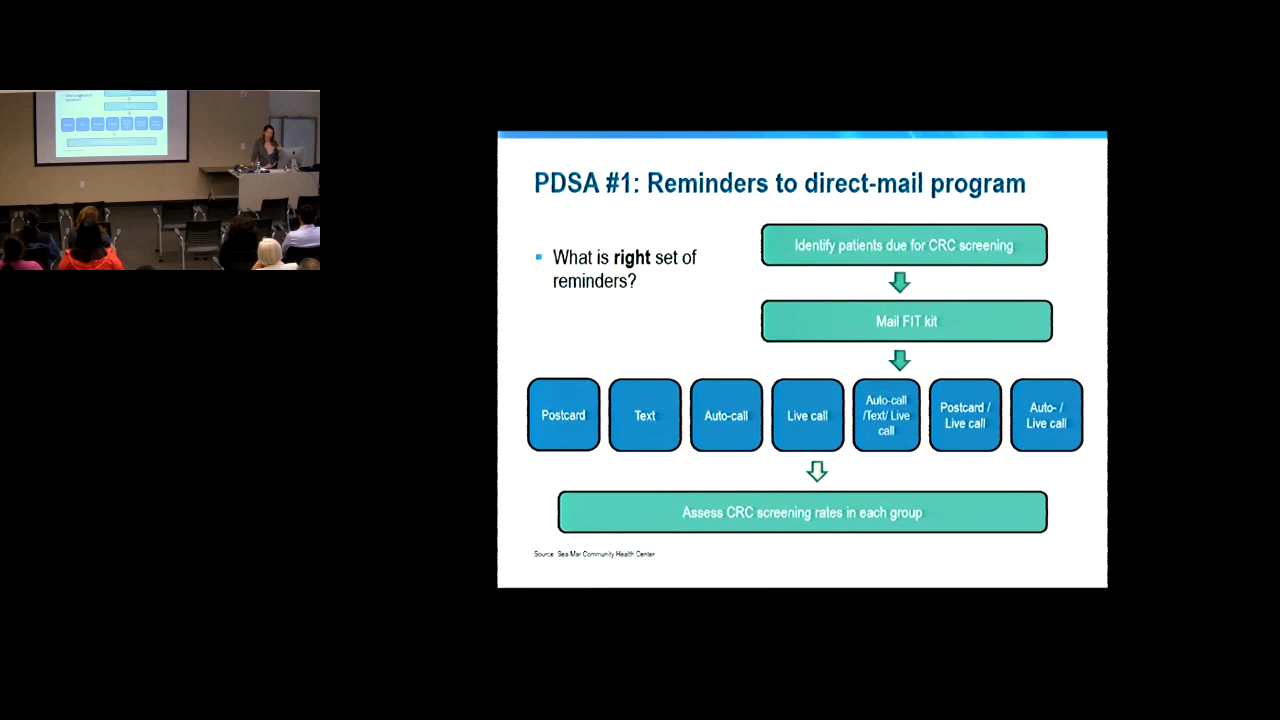 PDSA #1: Reminders to direct-mail program
What is right set of
reminders?
Identify patients due for CRC screening
Mail FIT kit
Postcard
Text
Auto-call
Live call
Auto-call
/Text/ Live
call
Postcard /
Live call
Auto- /
Live call
Assess CRC screening rates in each group
Source: Sea Mar Community Health Center